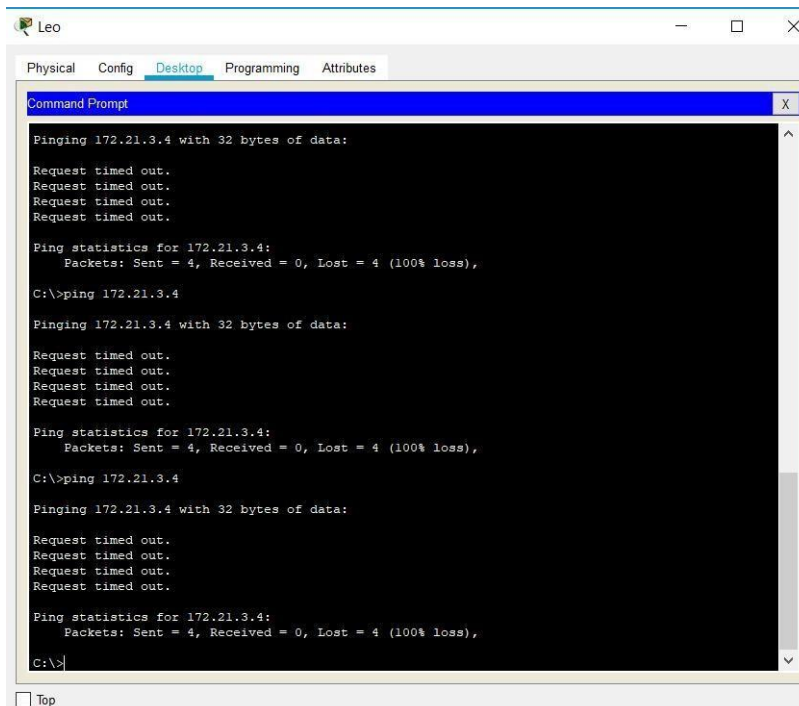 Leo
Physical Config Desktop Programming Attributes
Command Prompt
X
Pinging 172.21.3.4 with 32 bytes of data:
Request timed out.
Request timed out.
Request timed out.
Request timed out.
Ping statistics for 172.21.3.4:
Packets: Sent = 4, Received = 0, Lost = 4 (100% loss),
C:\>ping 172.21.3.4
Pinging 172.21.3.4 with 32 bytes of data:
Request timed out.
Request timed out.
Request timed out.
Request timed out.
Ping statistics for 172.21.3.4:
Packets: Sent = 4, Received = 0, Lost = 4 (100% loss),
C:\>ping 172.21.3.4
Pinging 172.21.3.4 with 32 bytes of data:
Request timed out.
Request timed out.
Request timed out.
Request timed out.
Ping statistics for 172.21.3.4:
Packets: Sent = 4, Received = 0, Lost = 4 (100% loss),
C:\>
Top